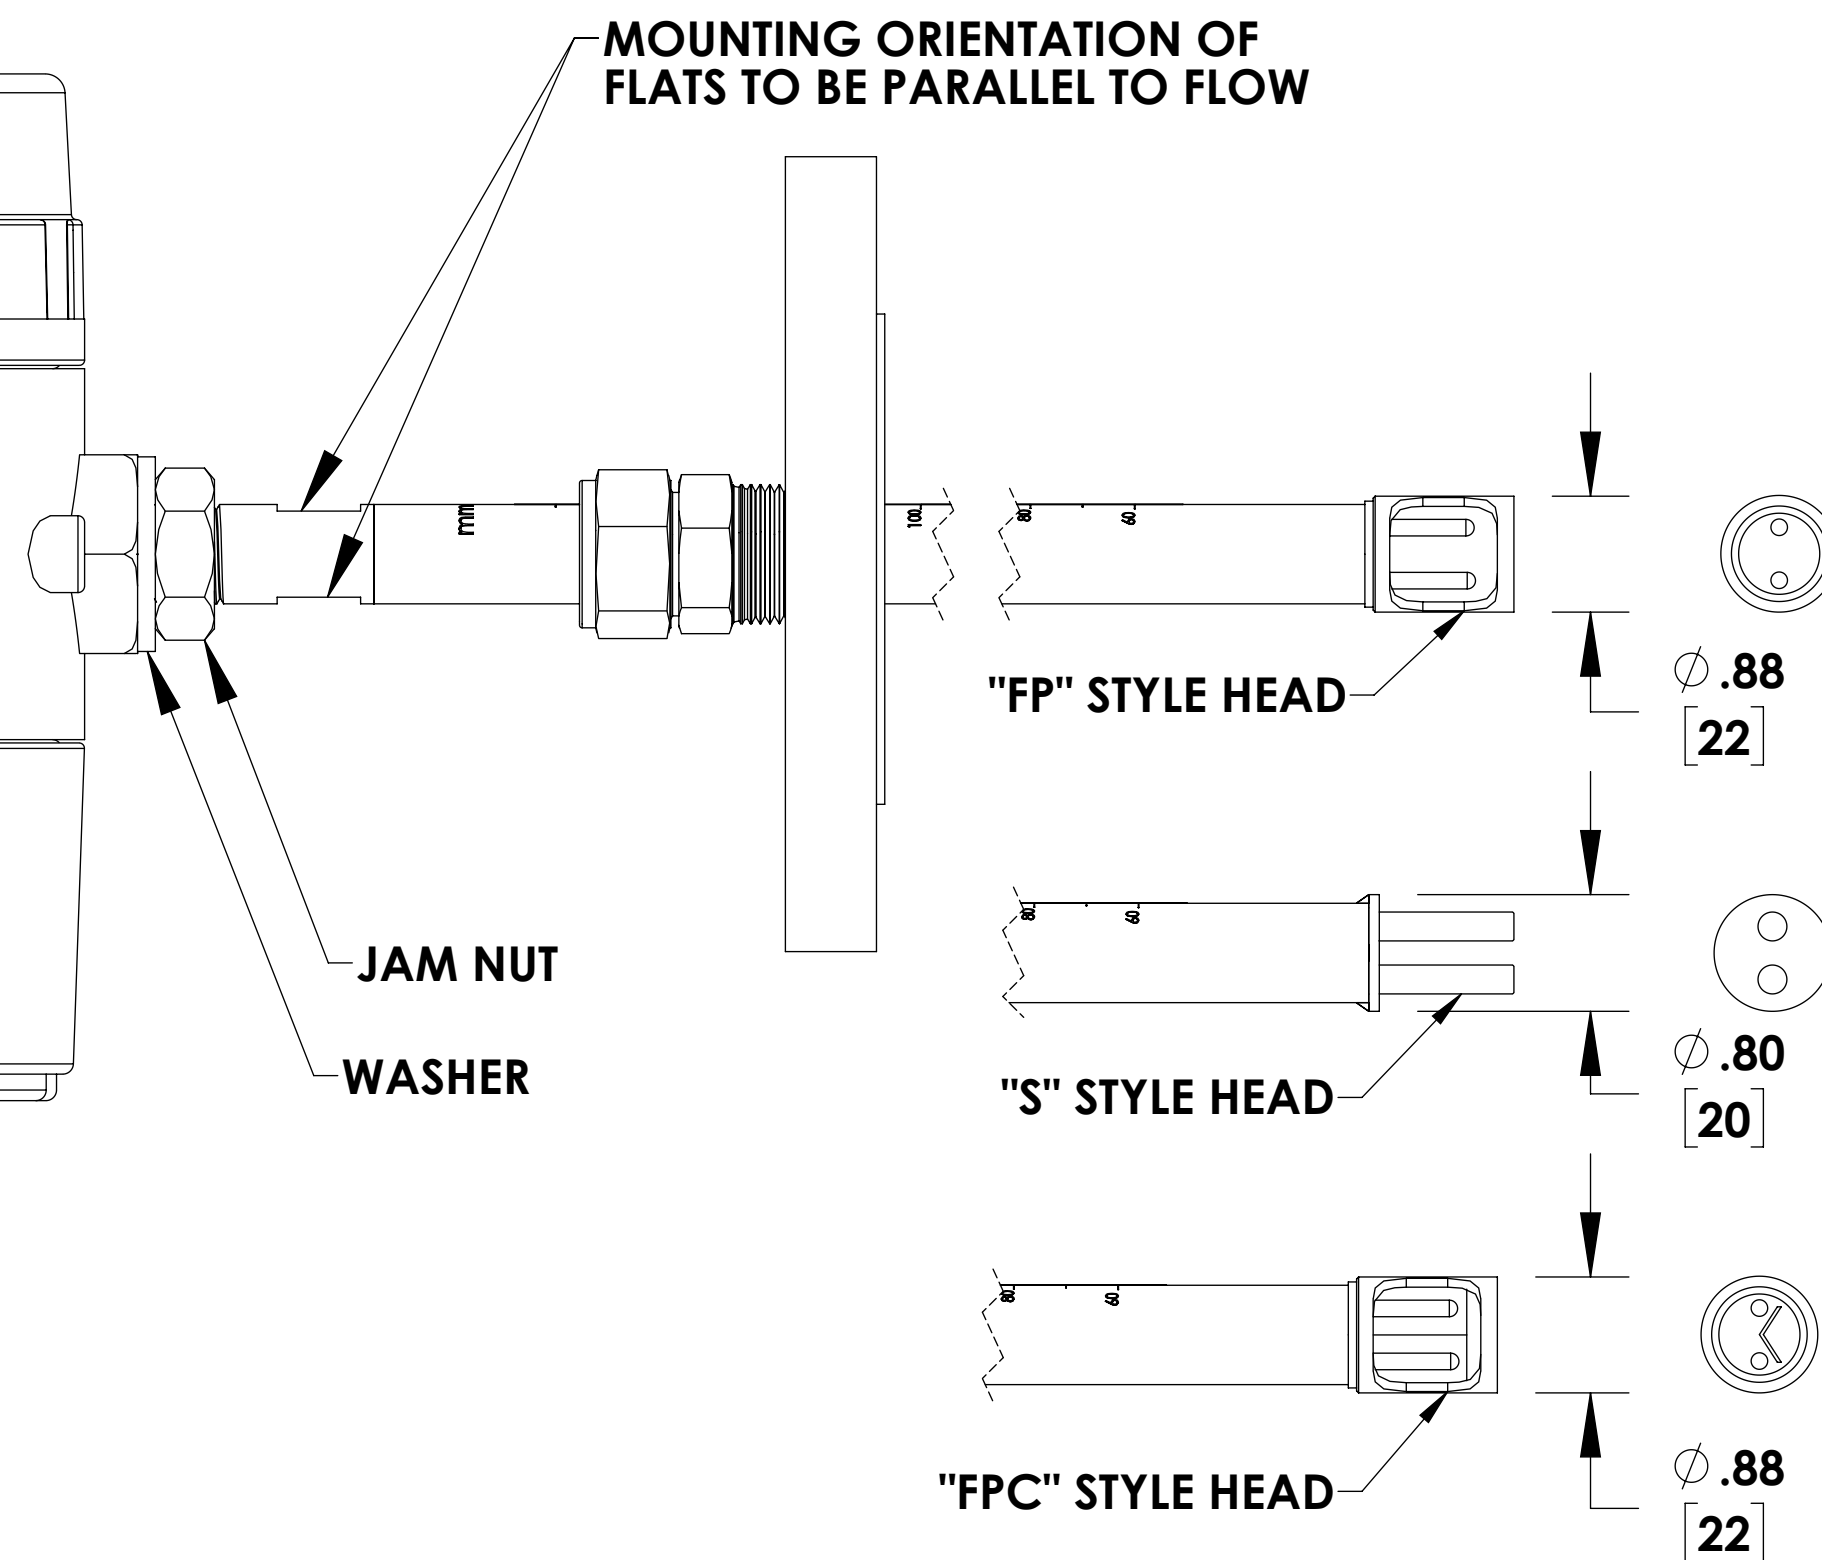 MOUNTING ORIENTATION OF
FLATS TO BE PARALLEL TO FLOW
mm
100
80
60
"FP" STYLE HEAD
⌀ .88
[22]
80
60
JAM NUT
WASHER
"S" STYLE HEAD
⌀ .80
[20]
80
60
"FPC" STYLE HEAD
⌀ .88
[22]